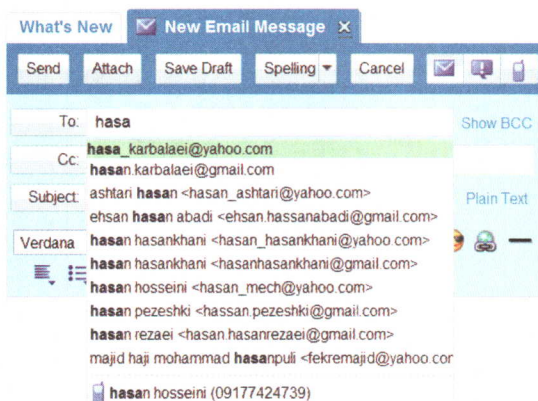 What's New New Email Message X
Send Attach Save Draft Spelling Cancel
To: hasa Show BCC
hasa_karbalaei@yahoo.com
Cc:
hasan.karbalaei@gmail.com
Subject: ashtari hasan <hasan_ashtari@yahoo.com> Plain Text
ehsan hasan abadi <ehsan.hassanabadi@gmail.com>
Verdana hasan hasankhani <hasan_hasankhani@yahoo.com>
hasan hasankhani <hasanhasankhani@gmail.com>
hasan hosseini <hasan_mech@yahoo.com>
hasan pezeshki <hassan.pezeshki@gmail.com>
hasan rezaei <hasan.hasanrezaei@gmail.com>
majid haji mohammad hasanpuli <fekremajid@yahoo.cor
hasan hosseini (09177424739)